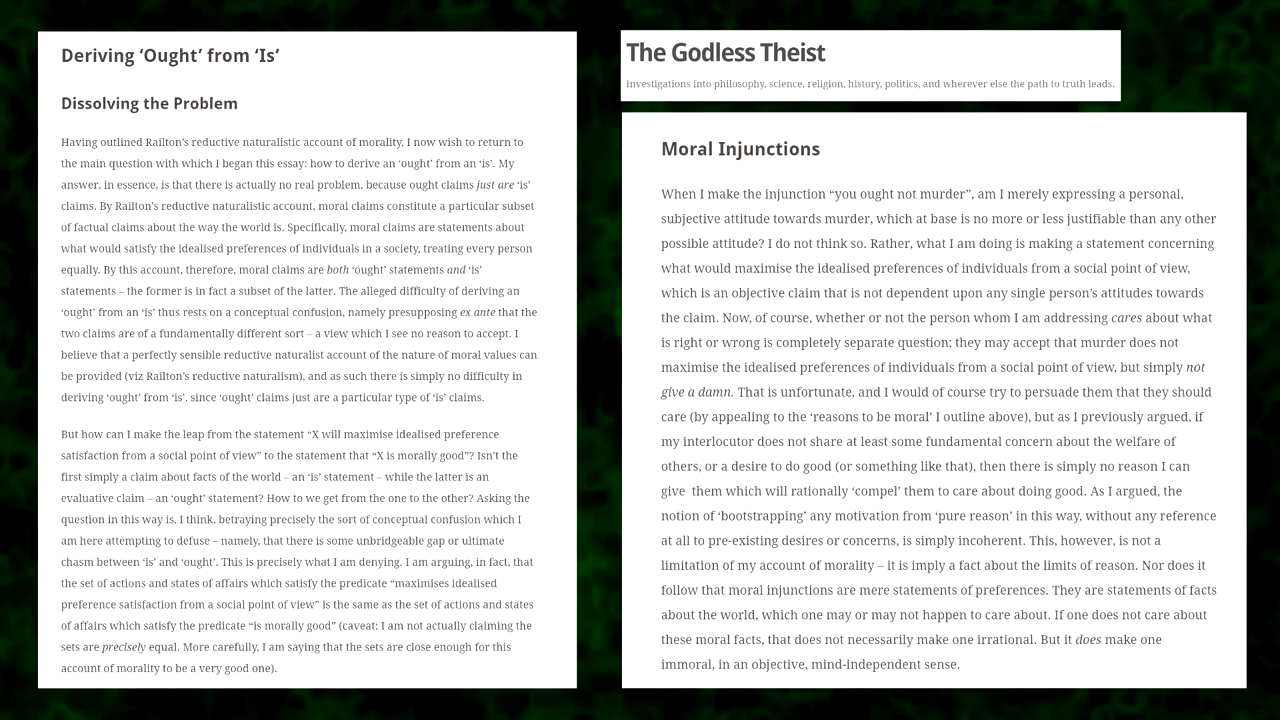 Deriving ‘Ought’ from ‘Is’
Dissolving the Problem
Having outlined Railton’s reductive naturalistic account of morality, I now wish to return to
the main question with which I began this essay: how to derive an ‘ought’ from an ‘is’. My
answer, in essence, is that there is actually no real problem, because ought claims just are ‘is’
claims. By Railton’s reductive naturalistic account, moral claims constitute a particular subset
of factual claims about the way the world is. Specifically, moral claims are statements about
what would satisfy the idealised preferences of individuals in a society, treating every person
equally. By this account, therefore, moral claims are both ‘ought’ statements and ‘is’
statements – the former is in fact a subset of the latter. The alleged difficulty of deriving an
‘ought’ from an ‘is’ thus rests on a conceptual confusion, namely presupposing ex ante that the
two claims are of a fundamentally different sort – a view which I see no reason to accept. I
believe that a perfectly sensible reductive naturalist account of the nature of moral values can
be provided (viz Railton’s reductive naturalism), and as such there is simply no difficulty in
deriving ‘ought’ from ‘is’, since ‘ought’ claims just are a particular type of ‘is’ claims.
But how can I make the leap from the statement “X will maximise idealised preference
satisfaction from a social point of view” to the statement that “X is morally good”? Isn’t the
first simply a claim about facts of the world – an ‘is’ statement – while the latter is an
evaluative claim – an ‘ought’ statement? How to we get from the one to the other? Asking the
question in this way is, I think, betraying precisely the sort of conceptual confusion which I
am here attempting to defuse – namely, that there is some unbridgeable gap or ultimate
chasm between ‘is’ and ‘ought’. This is precisely what I am denying. I am arguing, in fact, that
the set of actions and states of affairs which satisfy the predicate “maximises idealised
preference satisfaction from a social point of view” is the same as the set of actions and states
of affairs which satisfy the predicate “is morally good” (caveat: I am not actually claiming the
sets are precisely equal. More carefully, I am saying that the sets are close enough for this
account of morality to be a very good one).
The Godless Theist
Investigations into philosophy, science, religion, history, politics, and wherever else the path to truth leads.
Moral Injunctions
When I make the injunction “you ought not murder”, am I merely expressing a personal,
subjective attitude towards murder, which at base is no more or less justifiable than any other
possible attitude? I do not think so. Rather, what I am doing is making a statement concerning
what would maximise the idealised preferences of individuals from a social point of view,
which is an objective claim that is not dependent upon any single person’s attitudes towards
the claim. Now, of course, whether or not the person whom I am addressing cares about what
is right or wrong is completely separate question; they may accept that murder does not
maximise the idealised preferences of individuals from a social point of view, but simply not
give a damn. That is unfortunate, and I would of course try to persuade them that they should
care (by appealing to the ‘reasons to be moral’ I outline above), but as I previously argued, if
my interlocutor does not share at least some fundamental concern about the welfare of
others, or a desire to do good (or something like that), then there is simply no reason I can
give  them which will rationally ‘compel’ them to care about doing good. As I argued, the
notion of ‘bootstrapping’ any motivation from ‘pure reason’ in this way, without any reference
at all to pre-existing desires or concerns, is simply incoherent. This, however, is not a
limitation of my account of morality – it is imply a fact about the limits of reason. Nor does it
follow that moral injunctions are mere statements of preferences. They are statements of facts
about the world, which one may or may not happen to care about. If one does not care about
these moral facts, that does not necessarily make one irrational. But it does make one
immoral, in an objective, mind-independent sense.